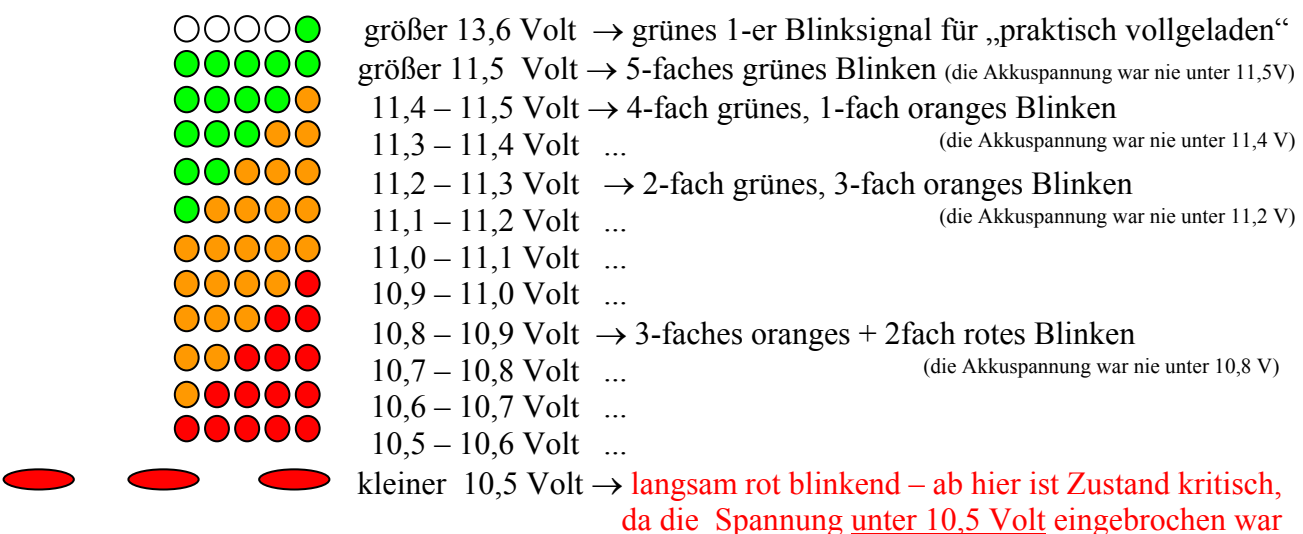 größer 13,6 Volt → grünes 1-er Blinksignal für „praktisch vollgeladen“
größer 11,5 Volt → 5-faches grünes Blinken (die Akkuspannung war nie unter 11,5V)
11,4 – 11,5 Volt → 4-fach grünes, 1-fach oranges Blinken
(die Akkuspannung war nie unter 11,4 V)
11,3 – 11,4 Volt ...
11,2 – 11,3 Volt → 2-fach grünes, 3-fach oranges Blinken
(die Akkuspannung war nie unter 11,2 V)
11,1 – 11,2 Volt ...
11,0 – 11,1 Volt ...
10,9 – 11,0 Volt ...
10,8 – 10,9 Volt → 3-faches oranges + 2fach rotes Blinken
(die Akkuspannung war nie unter 10,8 V)
10,7 – 10,8 Volt ...
10,6 – 10,7 Volt ...
10,5 – 10,6 Volt ...
kleiner 10,5 Volt → langsam rot blinkend – ab hier ist Zustand kritisch,
da die Spannung unter 10,5 Volt eingebrochen war